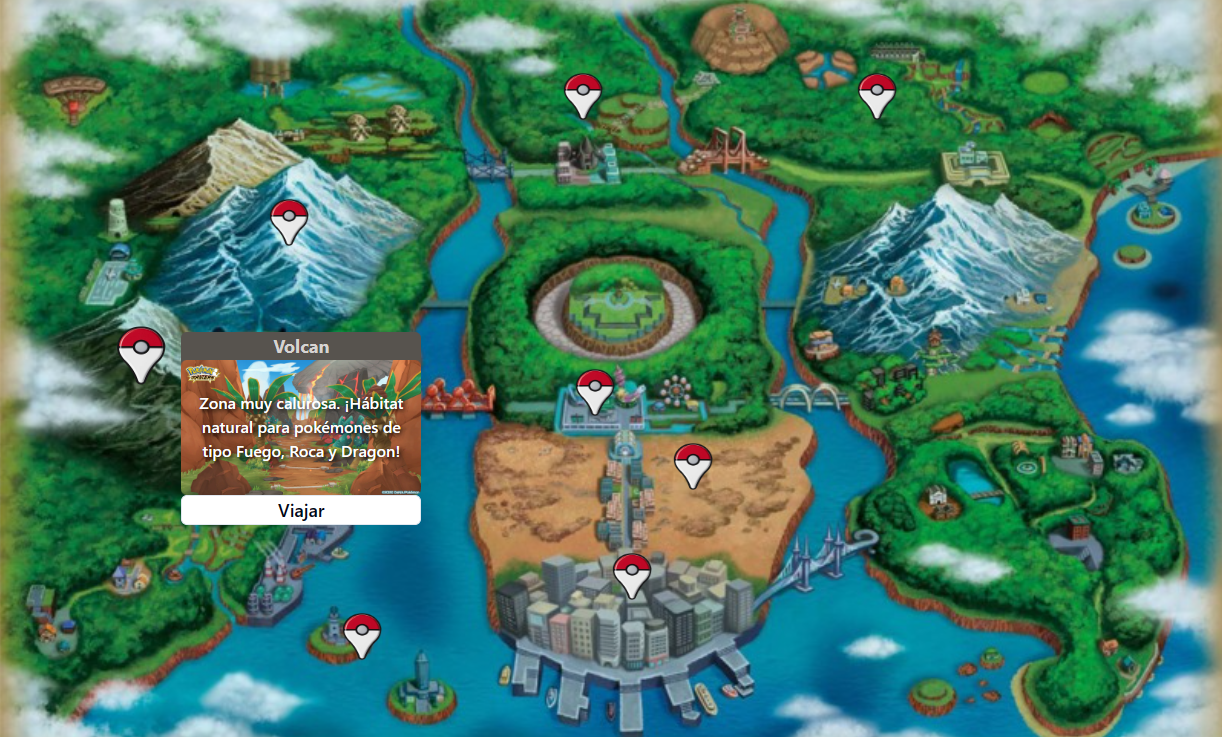 Volcan
Zona muy calurosa. ¡Hábitat
natural para pokémones de
tipo Fuego, Roca y Dragon!
Viajar